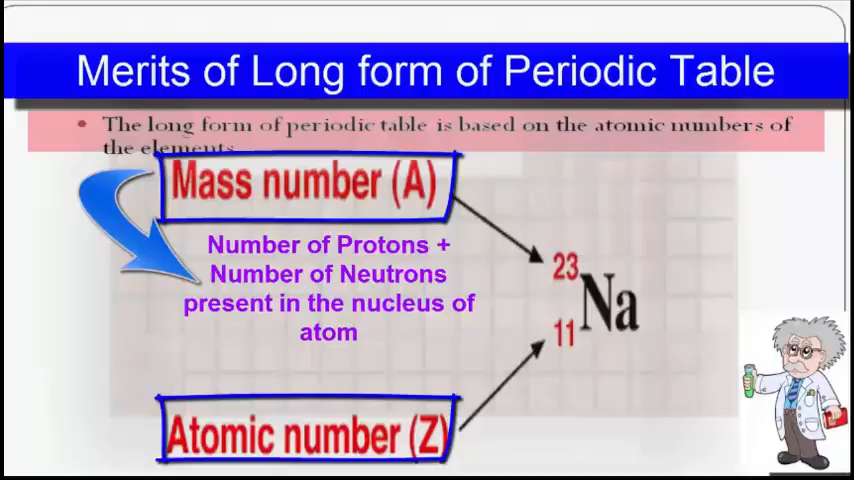 Merits of Long form of Periodic Table
• The long form of periodic table is based on the atomic numbers of
the elements
Mass number (A)
Number of Protons +
Number of Neutrons
present in the nucleus of
atom
23
Na
11
Atomic number (Z)